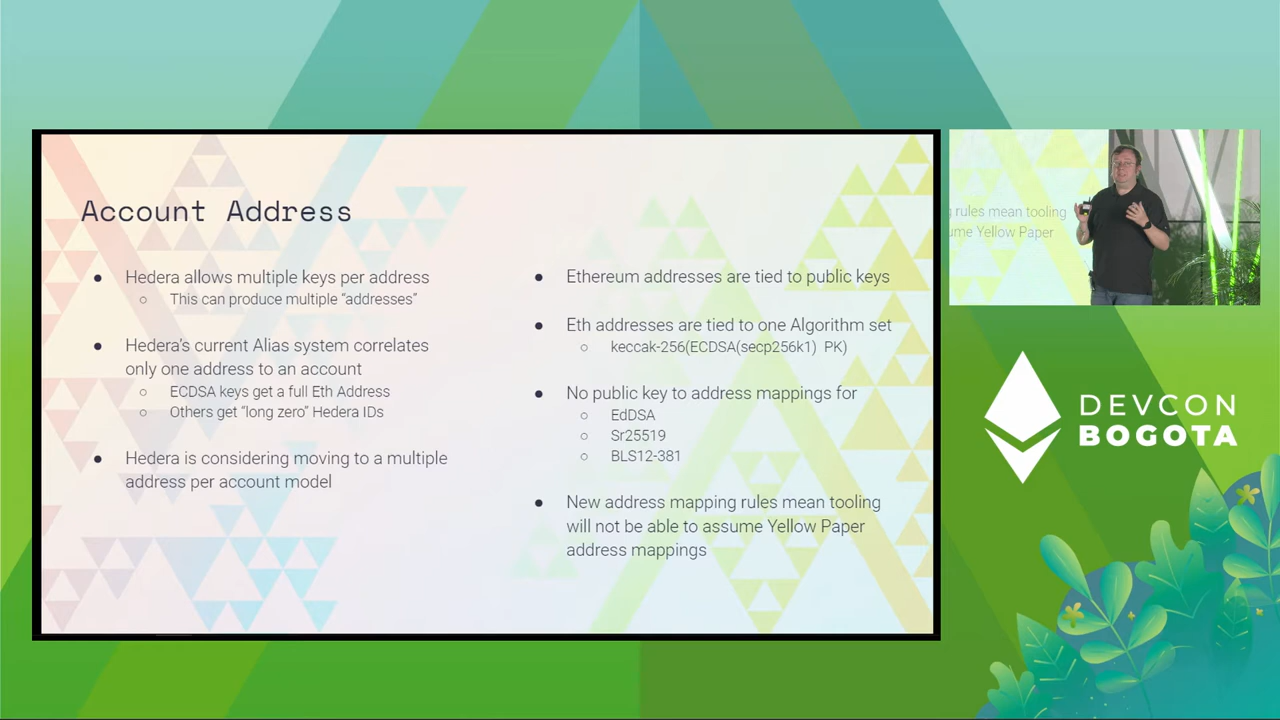 Account Address
● Hedera allows multiple keys per address
○ This can produce multiple “addresses”
● Hedera’s current Alias system correlates
only one address to an account
○ ECDSA keys get a full Eth Address
○ Others get “long zero” Hedera IDs
● Hedera is considering moving to a multiple
address per account model
● Ethereum addresses are tied to public keys
● Eth addresses are tied to one Algorithm set
○ keccak-256(ECDSA(secp256k1) PK)
● No public key to address mappings for
○ EdDSA
○ Sr25519
○ BLS12-381
● New address mapping rules mean tooling
will not be able to assume Yellow Paper
address mappings
rules mean tooling
ume Yellow Paper
DEVCON
BOGOTA